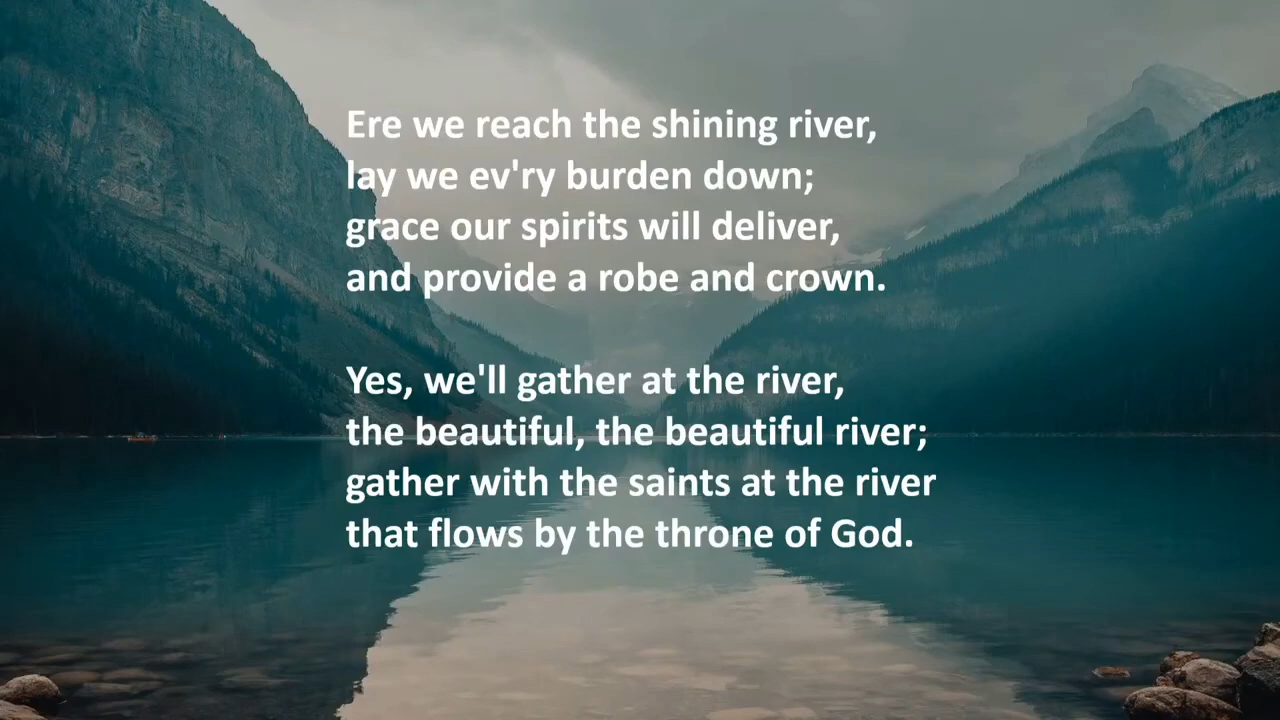 Ere we reach the shining river,
lay we ev'ry burden down;
grace our spirits will deliver,
and provide a robe and crown.
Yes, we'll gather at the river,
the beautiful, the beautiful river;
gather with the saints at the river
that flows by the throne of God.